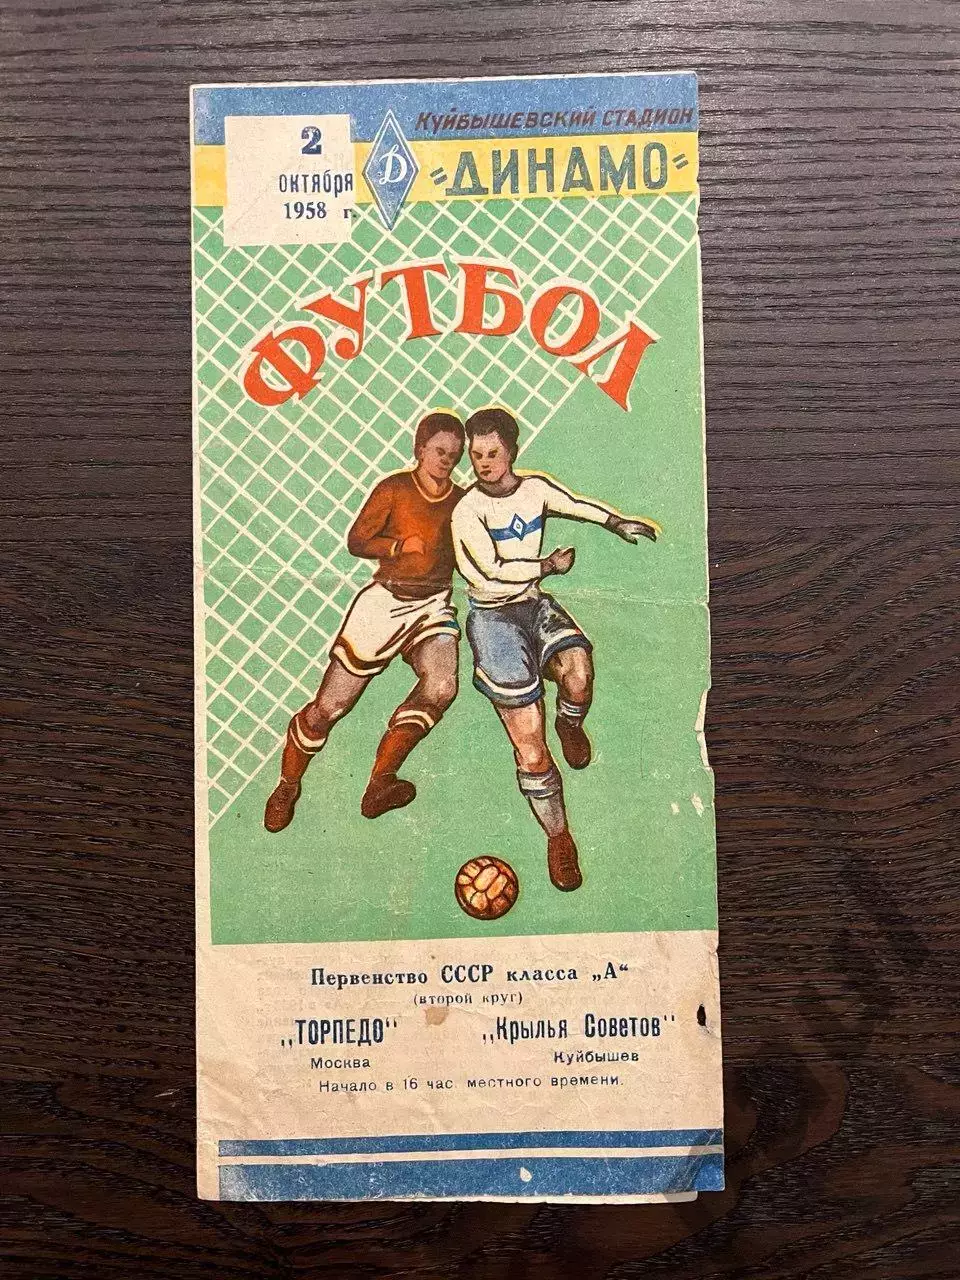 Куйбышевский стадион
"ДИНАМО"
2
октября
1958 г.
Д
ФУТБОЛ
Первенство СССР класса „А“
(второй круг)
„ТОРПЕДО" „Крылья Советов"
Москва Куйбышев
Начало в 16 час. местного времени.